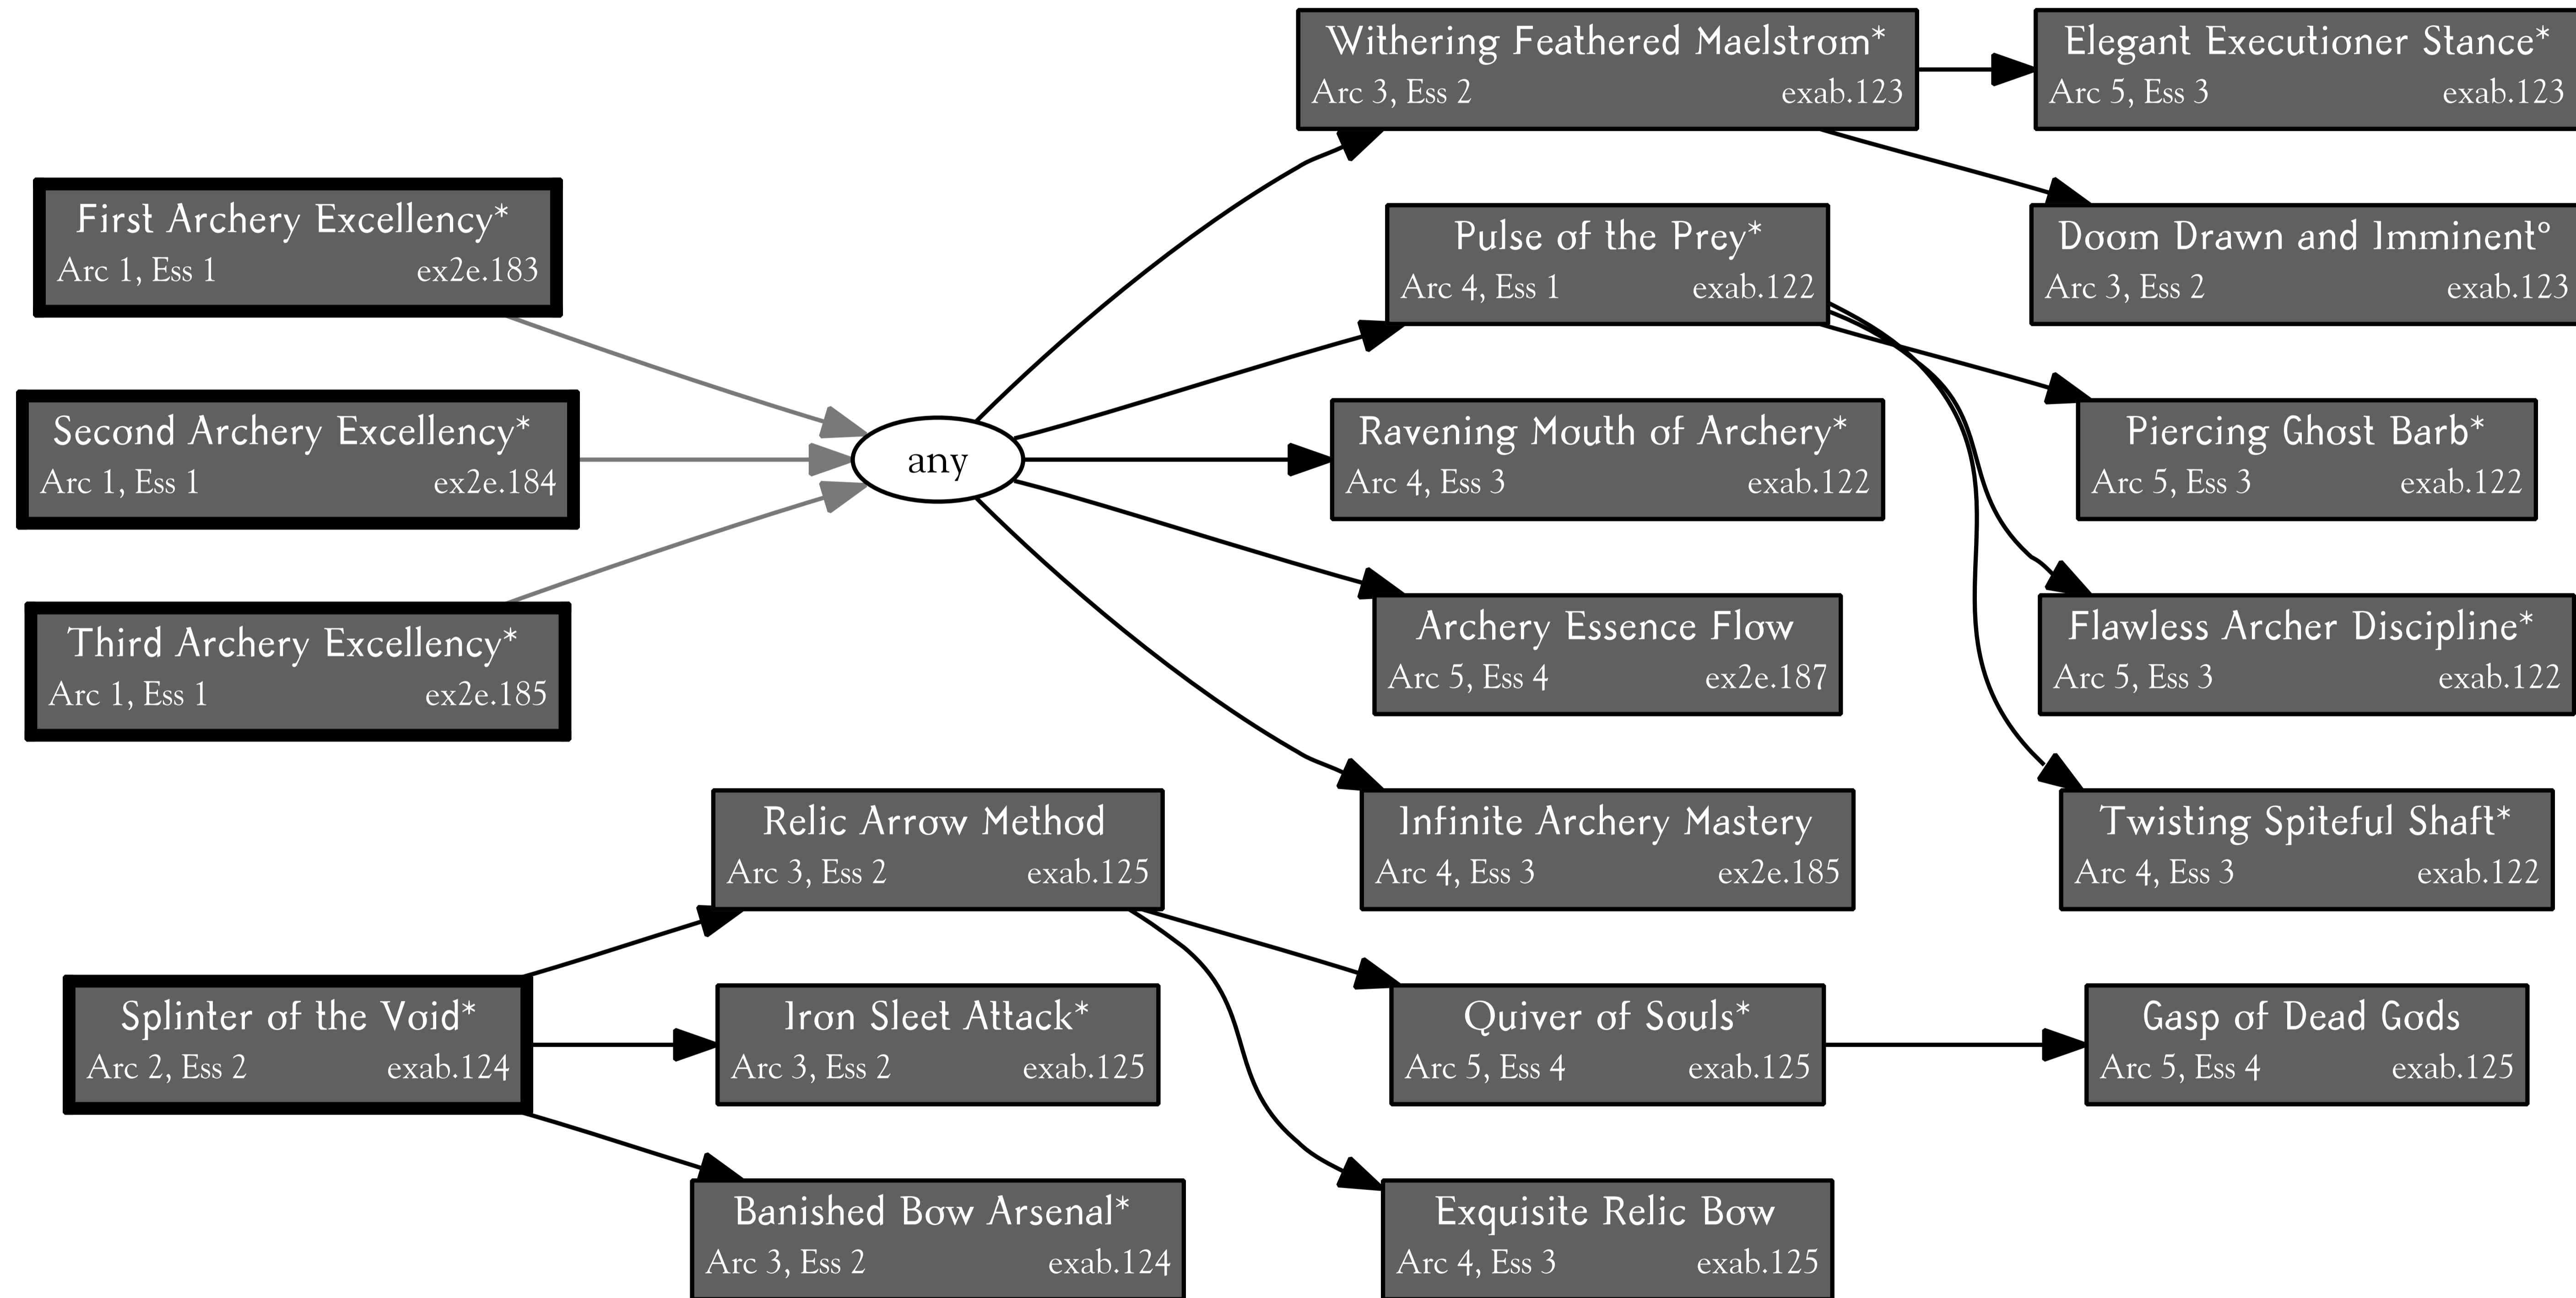 Withering Feathered Maelstrom*
Arc 3, Ess 2 exab.123
Elegant Executioner Stance*
Arc 5, Ess 3 exab.123
First Archery Excellency*
Arc 1, Ess 1 ex2e.183
Pulse of the Prey*
Arc 4, Ess 1 exab.122
Doom Drawn and Imminent°
Arc 3, Ess 2 exab.123
Second Archery Excellency*
Arc 1, Ess 1 ex2e.184
any
Ravening Mouth of Archery*
Arc 4, Ess 3 exab.122
Piercing Ghost Barb*
Arc 5, Ess 3 exab.122
Third Archery Excellency*
Arc 1, Ess 1 ex2e.185
Archery Essence Flow
Arc 5, Ess 4 ex2e.187
Flawless Archer Discipline*
Arc 5, Ess 3 exab.122
Relic Arrow Method
Arc 3, Ess 2 exab.125
Infinite Archery Mastery
Arc 4, Ess 3 ex2e.185
Twisting Spiteful Shaft*
Arc 4, Ess 3 exab.122
Splinter of the Void*
Arc 2, Ess 2 exab.124
Iron Sleet Attack*
Arc 3, Ess 2 exab.125
Quiver of Souls*
Arc 5, Ess 4 exab.125
Gasp of Dead Gods
Arc 5, Ess 4 exab.125
Banished Bow Arsenal*
Arc 3, Ess 2 exab.124
Exquisite Relic Bow
Arc 4, Ess 3 exab.125